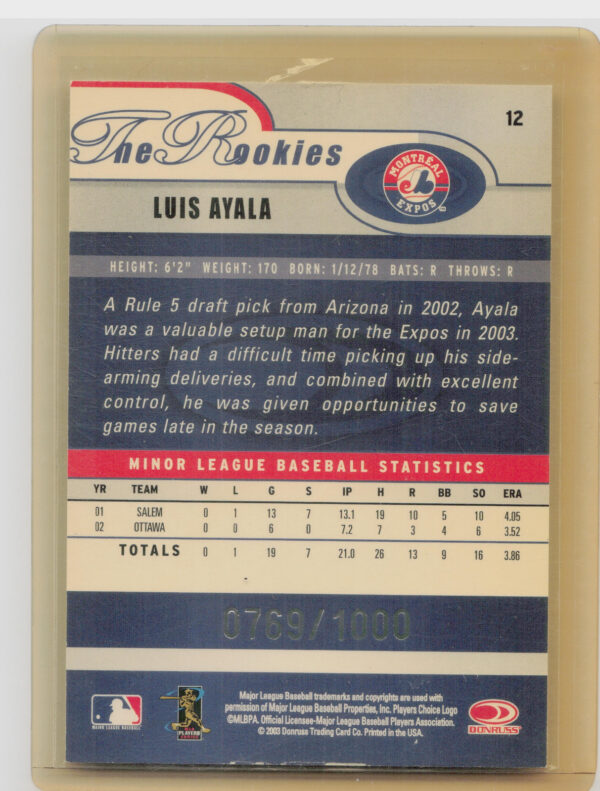 12
The Rookies
MONTRÉAL
EXPOS
LUIS AYALA
HEIGHT: 6'2" WEIGHT: 170 BORN: 1/12/78 BATS: R THROWS: R
A Rule 5 draft pick from Arizona in 2002, Ayala
was a valuable setup man for the Expos in 2003.
Hitters had a difficult time picking up his side-
arming deliveries, and combined with excellent
control, he was given opportunities to save
games late in the season.
MINOR LEAGUE BASEBALL STATISTICS
YR TEAM W L G S IP H R BB SO ERA
01 SALEM 0 1 13 7 13.1 19 10 5 10 4.05
02 OTTAWA 0 0 6 0 7.2 7 3 4 6 3.52
TOTALS 0 1 19 7 21.0 26 13 9 16 3.86
0769/1000
Major League Baseball trademarks and copyrights are used with
permission of Major League Baseball Properties, Inc. Players Choice Logo
©MLBPA. Official Licensee-Major League Baseball Players Association.
© 2003 Donruss Trading Card Co. Printed in the USA.
MAJOR LEAGUE BASEBALL
PLAYERS
CHOICE
DONRUSS